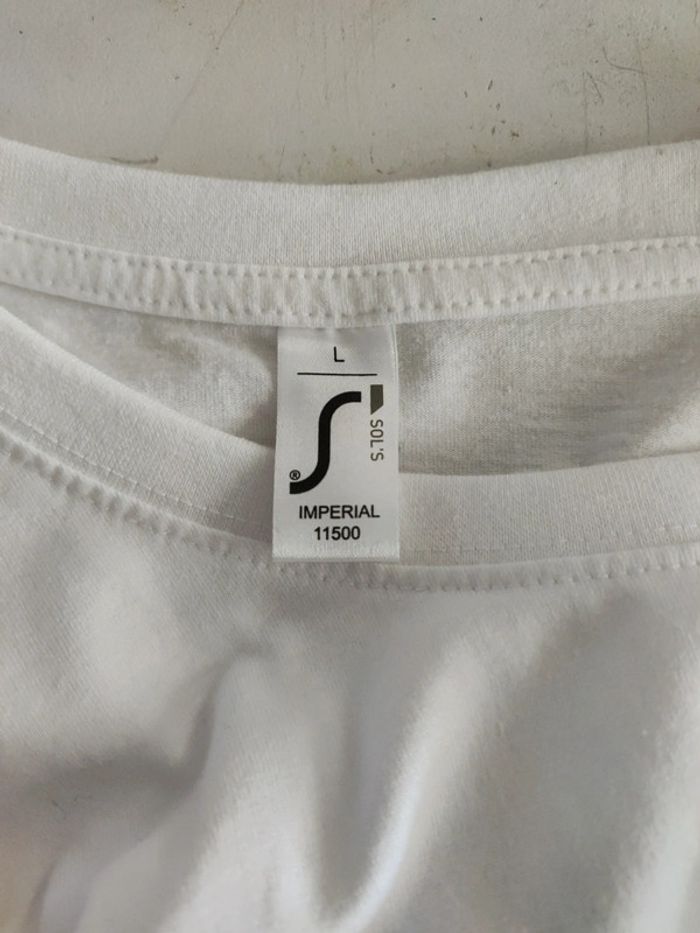 L
SOL'S
®
IMPERIAL
11500